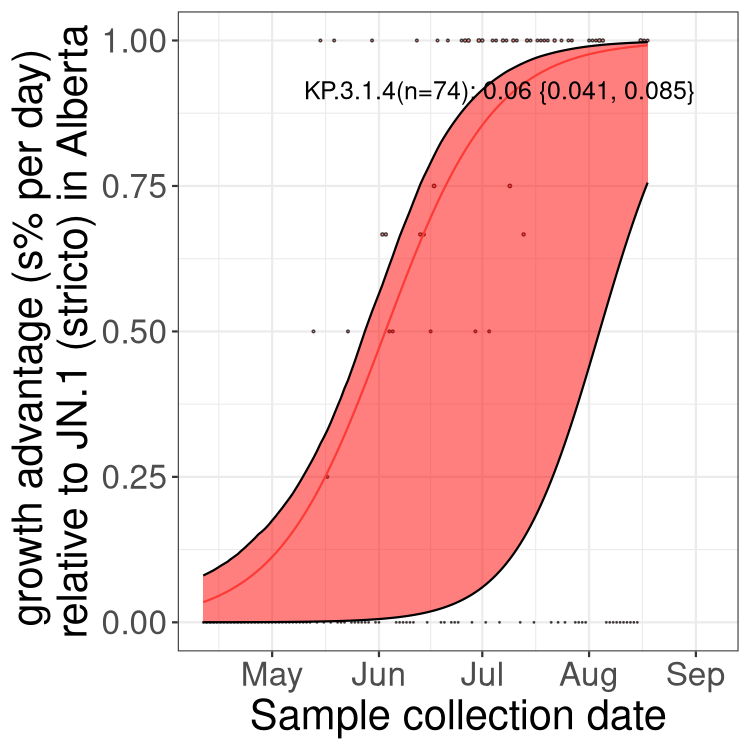 growth advantage (s% per day)
relative to JN.1 (stricto) in Alberta
1.00
0.75
0.50
0.25
0.00
KP.3.1.4(n=74): 0.06 {0.041, 0.085}
May Jun Jul Aug Sep
Sample collection date